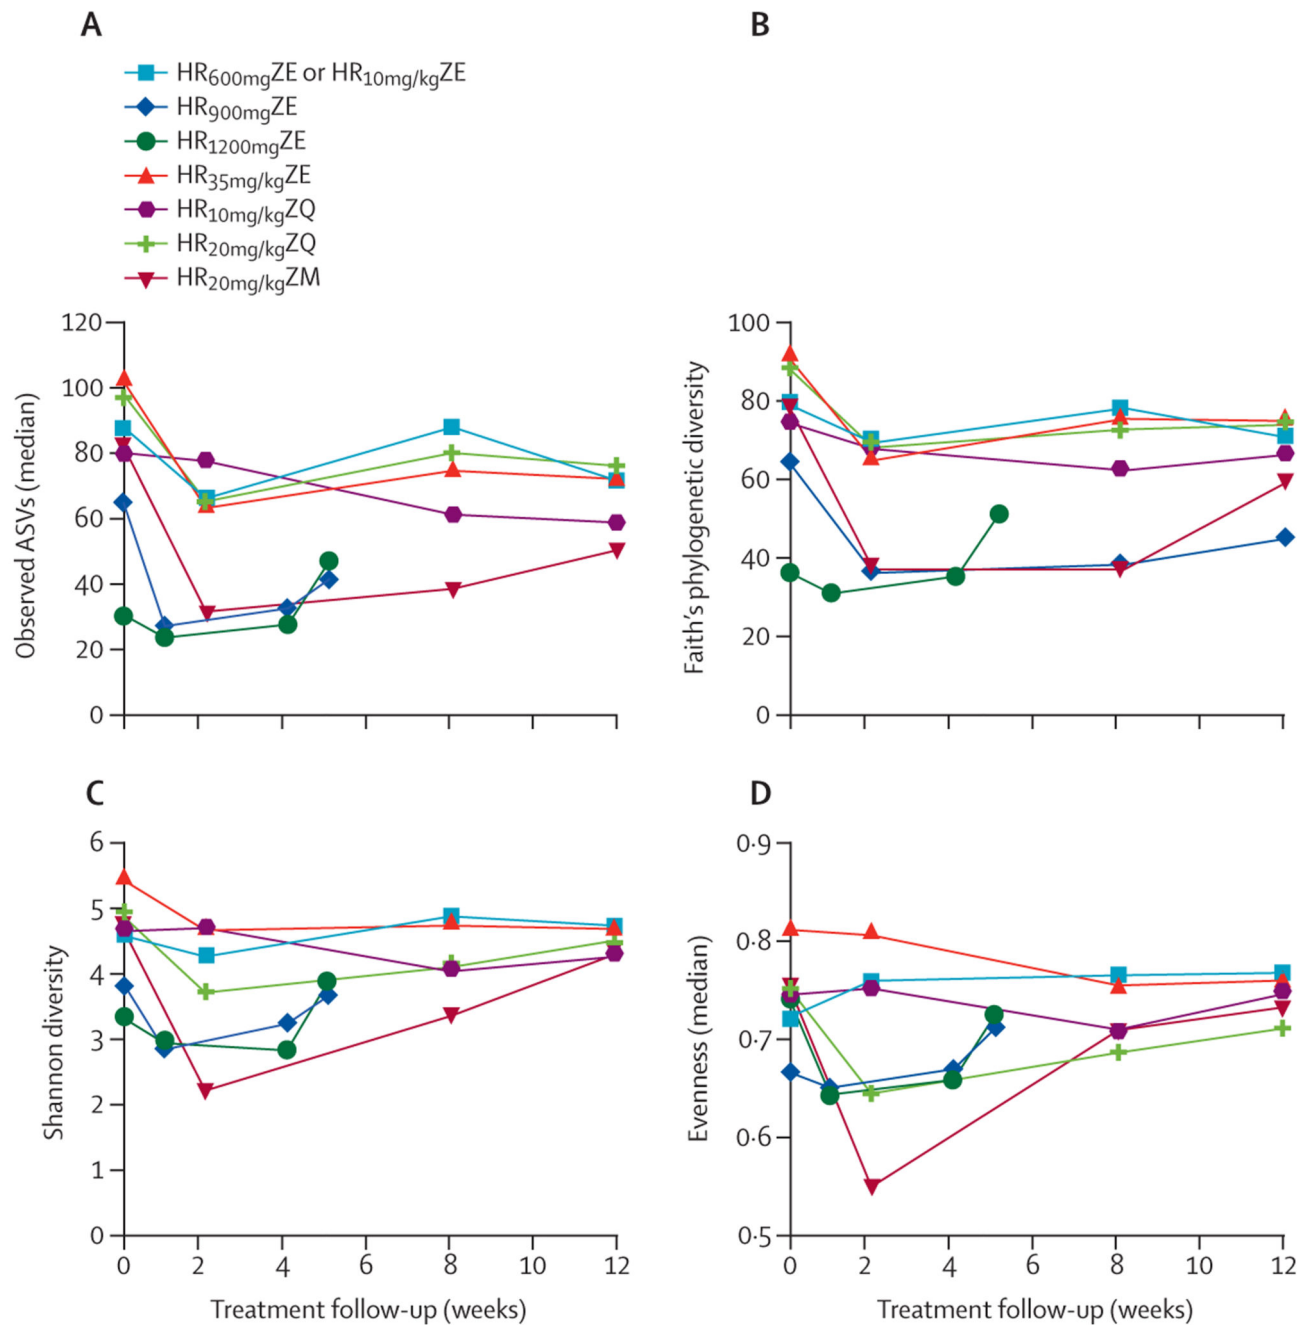 A
B
HR600mgZE or HR10mg/kgZE
HR900mgZE
HR1200mgZE
HR35mg/kgZE
HR10mg/kgZQ
HR20mg/kgZQ
HR20mg/kgZM
120
100
80
60
40
20
0
Observed ASVs (median)
100
80
60
40
20
0
Faith's phylogenetic diversity
C
D
6
5
4
3
2
1
0
Shannon diversity
0 2 4 6 8 10 12
Treatment follow-up (weeks)
0·9
0·8
0·7
0·6
0·5
Evenness (median)
0 2 4 6 8 10 12
Treatment follow-up (weeks)